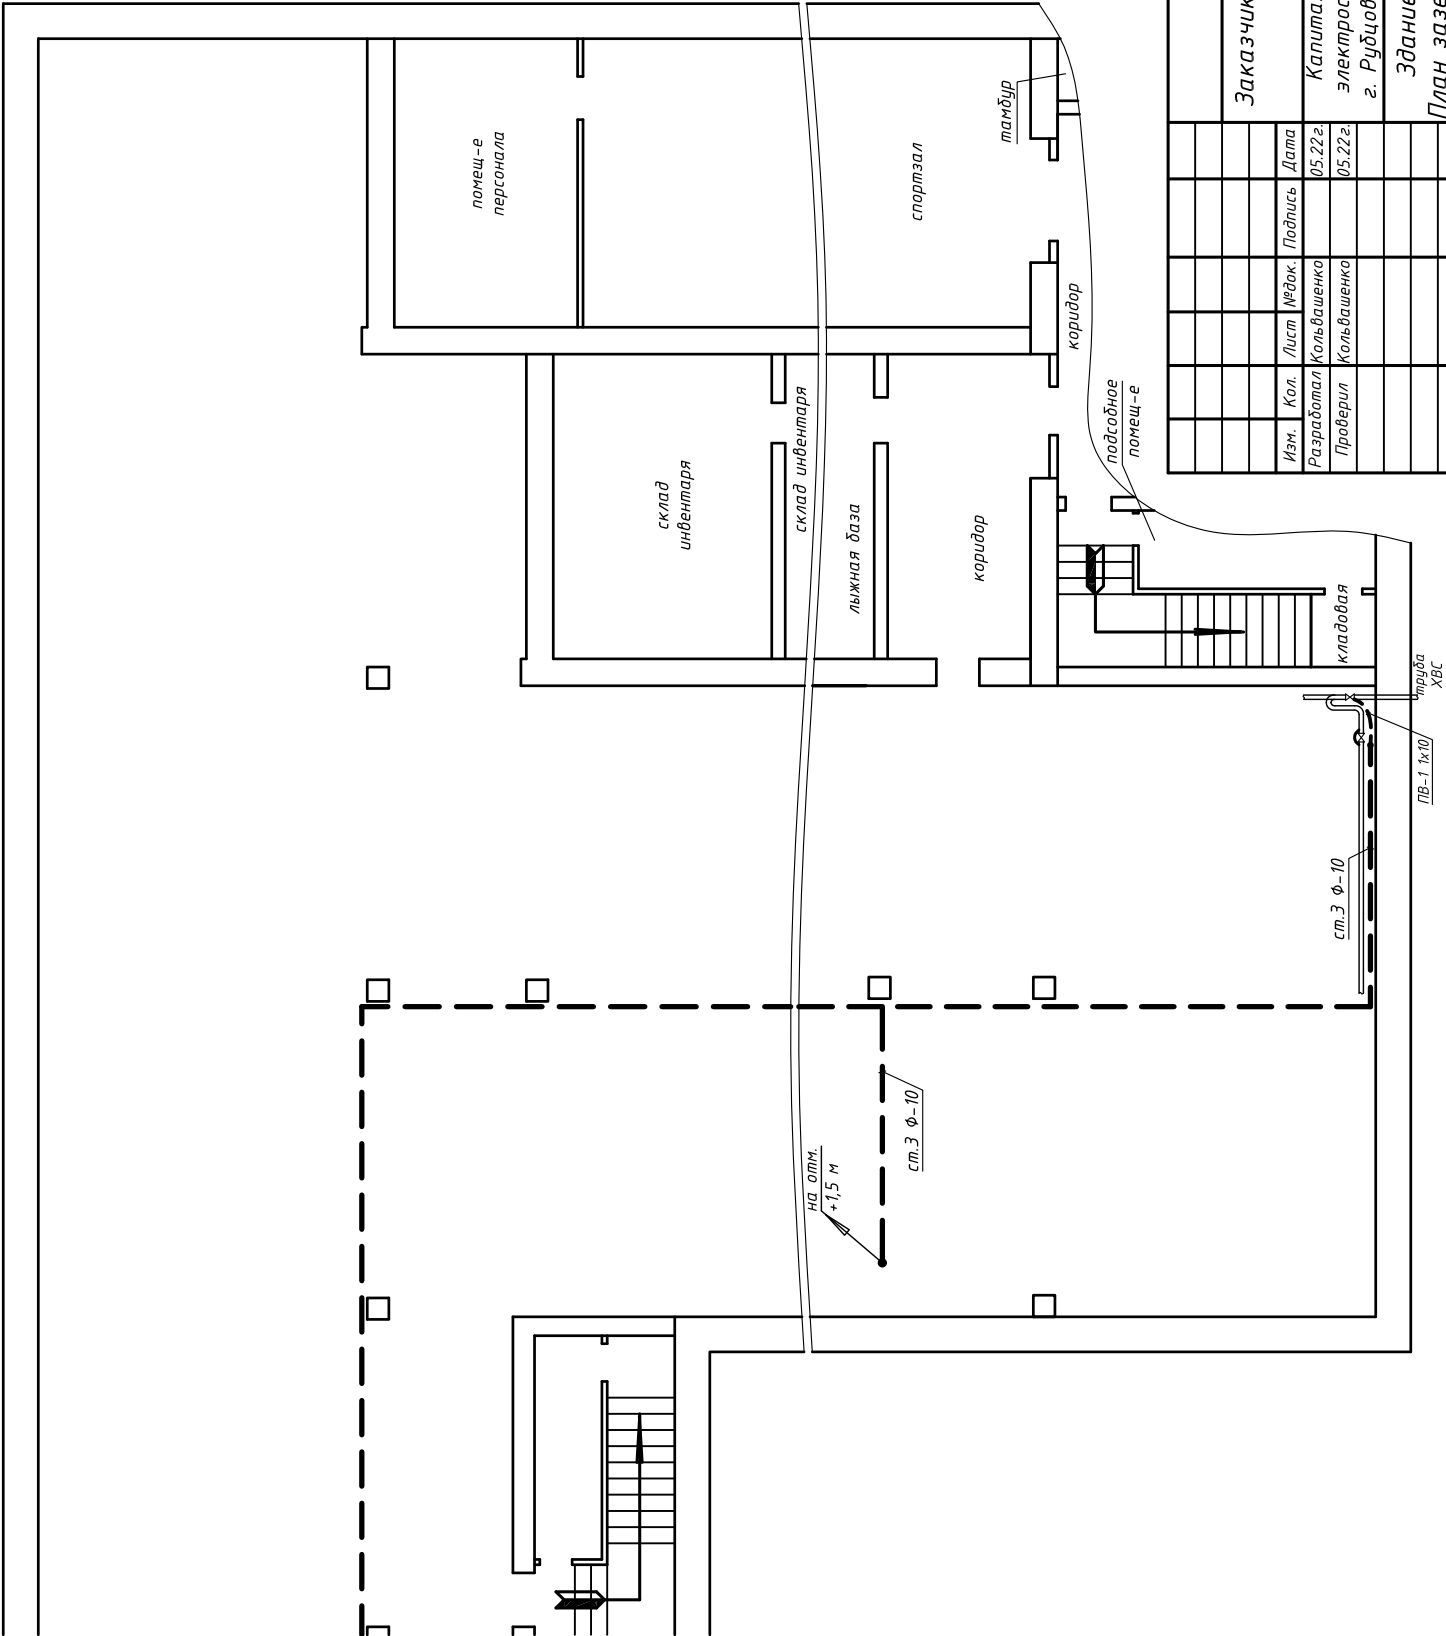 помещ-е
персонала
спортзал
тамбур
коридор
склад
инвентаря
склад инвентаря
лыжная база
коридор
подсобное
помещ-е
кладовая
труба
ХВС
ПВ-1 1х10
ст.3 Ф-10
ст.3 Ф-10
на отм.
+1,5 м
Заказчик
электрос
г. Рубцов
Здание
План зазе
Изм. Кол. Лист №док. Подпись Дата
Разработал Кольвашенко 05.22г.
Проверил Кольвашенко 05.22г.
Капитал